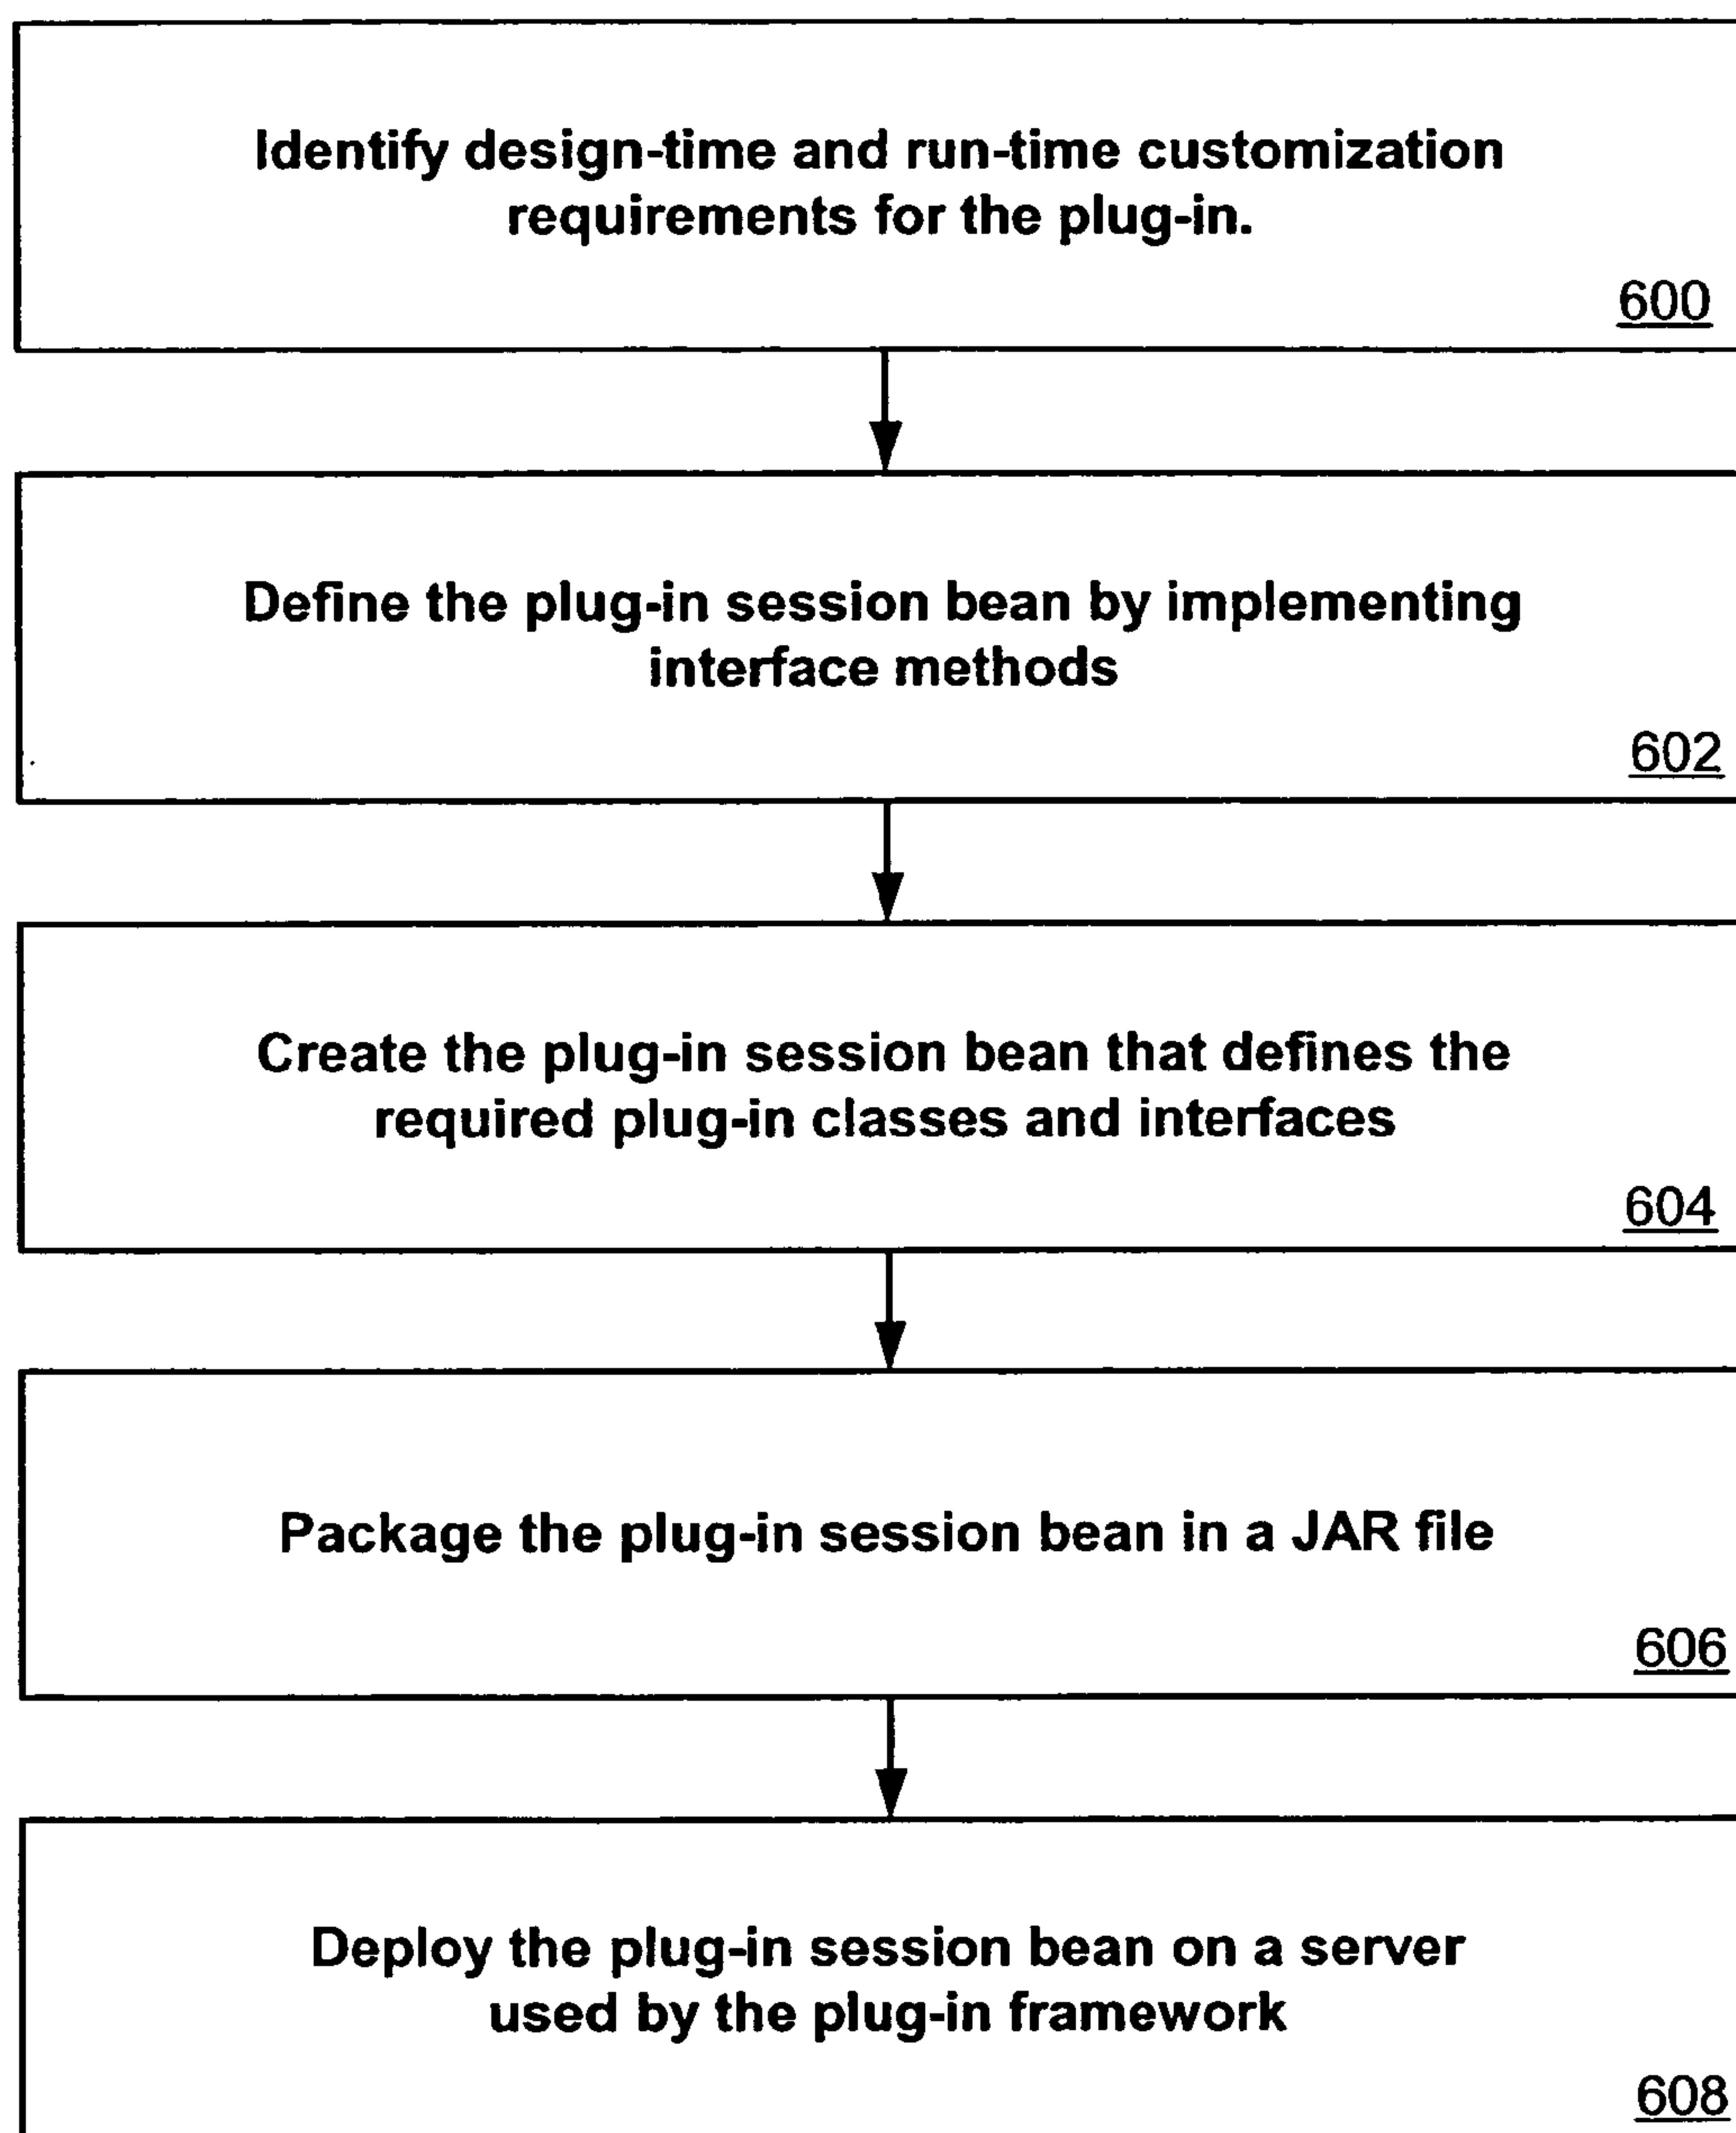 Identify design-time and run-time customization
requirements for the plug-in.
600
Define the plug-in session bean by implementing
interface methods
602
Create the plug-in session bean that defines the
required plug-in classes and interfaces
604
Package the plug-in session bean in a JAR file
606
Deploy the plug-in session bean on a server
used by the plug-in framework
608